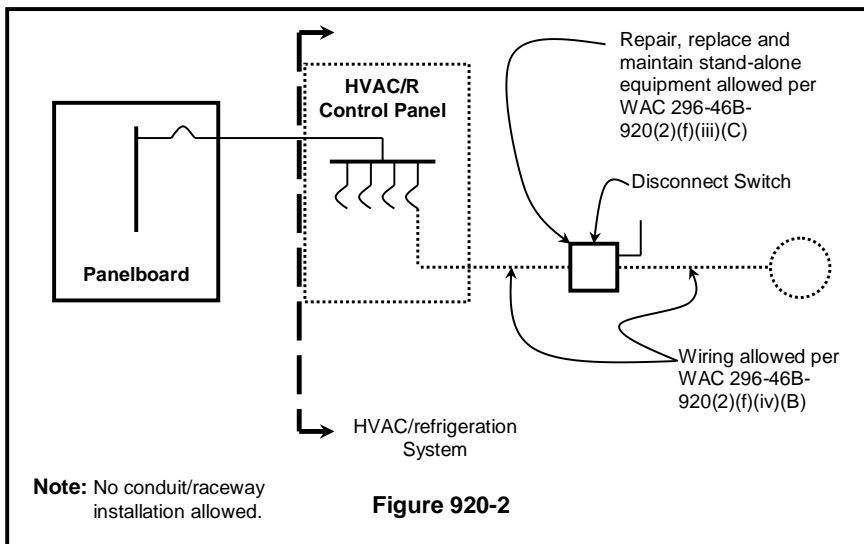 Repair, replace and
maintain stand-alone
equipment allowed per
WAC 296-46B-
920(2)(f)(iii)(C)
HVAC/R
Control Panel
Disconnect Switch
Panelboard
Wiring allowed per
WAC 296-46B-
920(2)(f)(iv)(B)
HVAC/refrigeration
System
Note: No conduit/raceway
installation allowed.
Figure 920-2